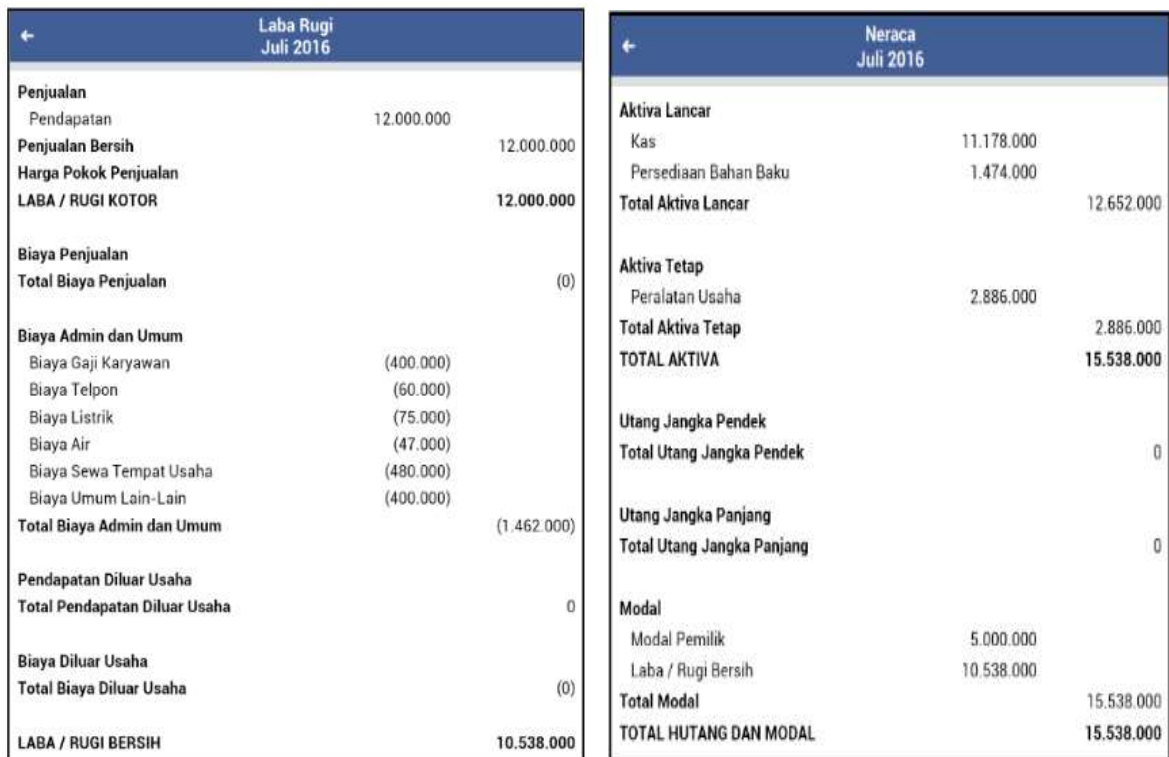 ←
Laba Rugi
Juli 2016
Penjualan
Pendapatan 12.000.000
Penjualan Bersih 12.000.000
Harga Pokok Penjualan
LABA / RUGI KOTOR 12.000.000
Biaya Penjualan
Total Biaya Penjualan (0)
Biaya Admin dan Umum
Biaya Gaji Karyawan (400.000)
Biaya Telpon (60.000)
Biaya Listrik (75.000)
Biaya Air (47.000)
Biaya Sewa Tempat Usaha (480.000)
Biaya Umum Lain-Lain (400.000)
Total Biaya Admin dan Umum (1.462.000)
Pendapatan Diluar Usaha
Total Pendapatan Diluar Usaha 0
Biaya Diluar Usaha
Total Biaya Diluar Usaha (0)
LABA / RUGI BERSIH 10.538.000
←
Neraca
Juli 2016
Aktiva Lancar
Kas 11.178.000
Persediaan Bahan Baku 1.474.000
Total Aktiva Lancar 12.652.000
Aktiva Tetap
Peralatan Usaha 2.886.000
Total Aktiva Tetap 2.886.000
TOTAL AKTIVA 15.538.000
Utang Jangka Pendek
Total Utang Jangka Pendek 0
Utang Jangka Panjang
Total Utang Jangka Panjang 0
Modal
Modal Pemilik 5.000.000
Laba / Rugi Bersih 10.538.000
Total Modal 15.538.000
TOTAL HUTANG DAN MODAL 15.538.000